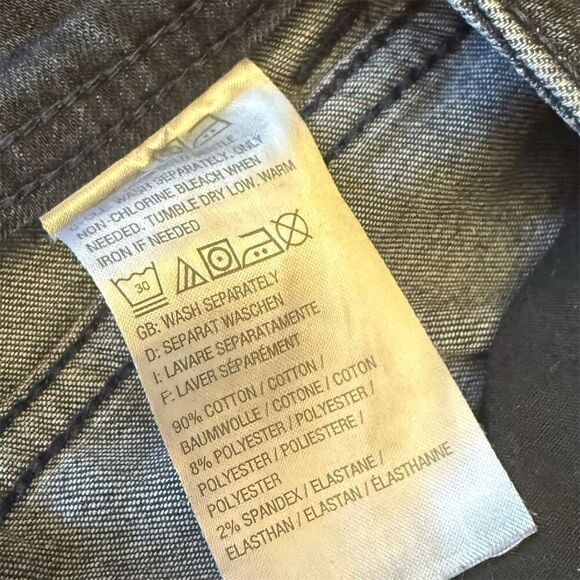 WASH SEPARATELY. ONLY
NON-CHLORINE BLEACH WHEN
NEEDED. TUMBLE DRY LOW. WARM
IRON IF NEEDED
30
GB: WASH SEPARATELY
D: SEPARAT WASCHEN
I: LAVARE SEPARATAMENTE
F: LAVER SÉPARÉMENT
90% COTTON / COTTON /
BAUMWOLLE / COTONE / COTON
8% POLYESTER / POLYESTER /
POLYESTER / POLIESTERE /
POLYESTER
2% SPANDEX / ELASTANE /
ELASTHAN / ELASTAN / ÉLASTHANNE